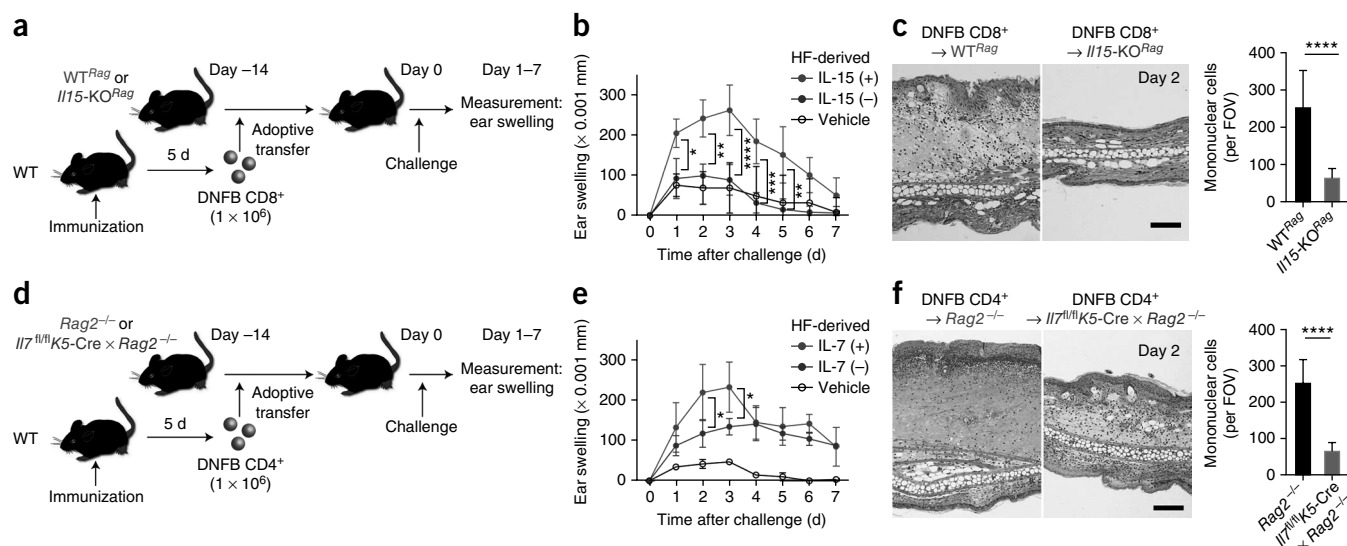 a
WT^Rag or
Il15-KO^Rag
Day –14
Day 0
Day 1–7
Measurement:
ear swelling
WT
5 d
Adoptive
transfer
Challenge
DNFB CD8+
(1 × 10^6)
Immunization
b
HF-derived
IL-15 (+)
IL-15 (–)
Vehicle
Ear swelling (× 0.001 mm)
300
200
100
0
*
**
****
***
**
0 1 2 3 4 5 6 7
Time after challenge (d)
c
DNFB CD8+
→ WT^Rag
DNFB CD8+
→ Il15-KO^Rag
Day 2
Mononuclear cells
(per FOV)
400
300
200
100
0
****
WT^Rag
Il15-KO^Rag
d
Rag2^–/– or
Il7^fl/fl K5-Cre × Rag2^–/–
Day –14
Day 0
Day 1–7
Measurement:
ear swelling
WT
5 d
Adoptive
transfer
Challenge
DNFB CD4+
(1 × 10^6)
Immunization
e
HF-derived
IL-7 (+)
IL-7 (–)
Vehicle
Ear swelling (× 0.001 mm)
300
200
100
0
*
*
0 1 2 3 4 5 6 7
Time after challenge (d)
f
DNFB CD4+
→ Rag2^–/–
DNFB CD4+
→ Il7^fl/fl K5-Cre × Rag2^–/–
Day 2
Mononuclear cells
(per FOV)
400
300
200
100
0
****
Rag2^–/–
Il7^fl/fl K5-Cre
× Rag2^–/–